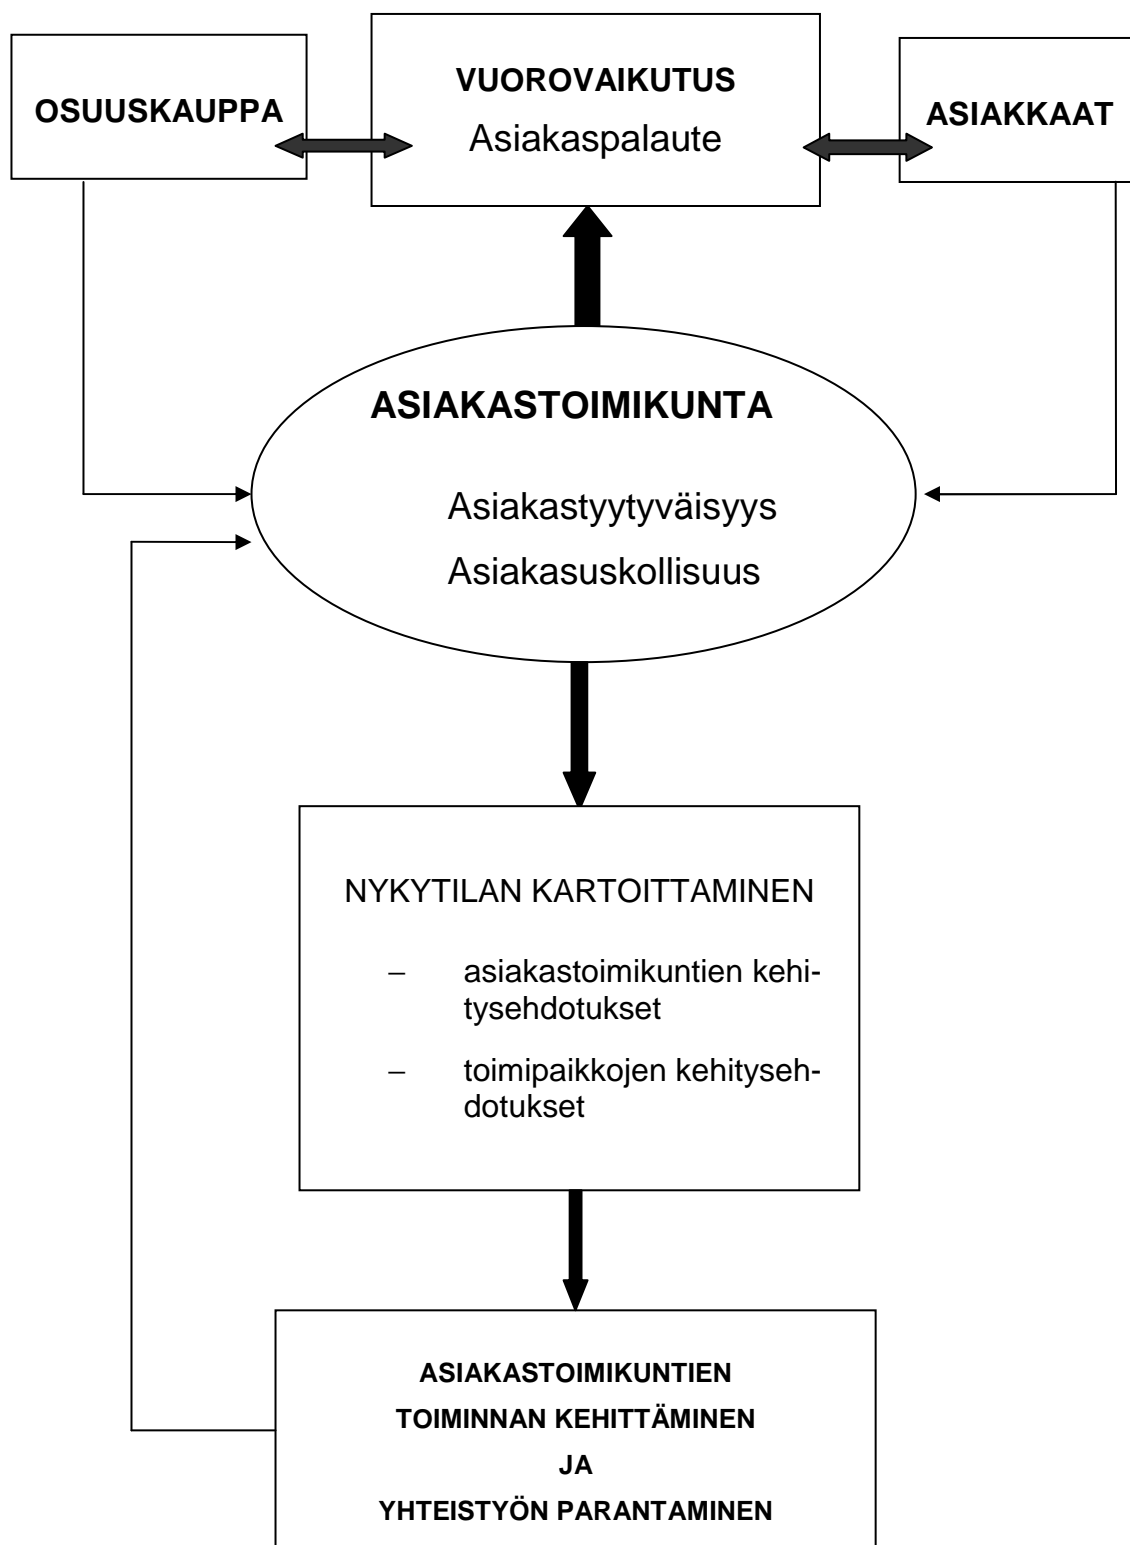 OSUUSKAUPPA
VUOROVAIKUTUS
Asiakaspalaute
ASIAKKAAT
ASIAKASTOIMIKUNTA
Asiakastyytyväisyys
Asiakasuskollisuus
NYKYTILAN KARTOITTAMINEN
– asiakastoimikuntien kehi-
tysehdotukset
– toimipaikkojen kehityseh-
dotukset
ASIAKASTOIMIKUNTIEN
TOIMINNAN KEHITTÄMINEN
JA
YHTEISTYÖN PARANTAMINEN